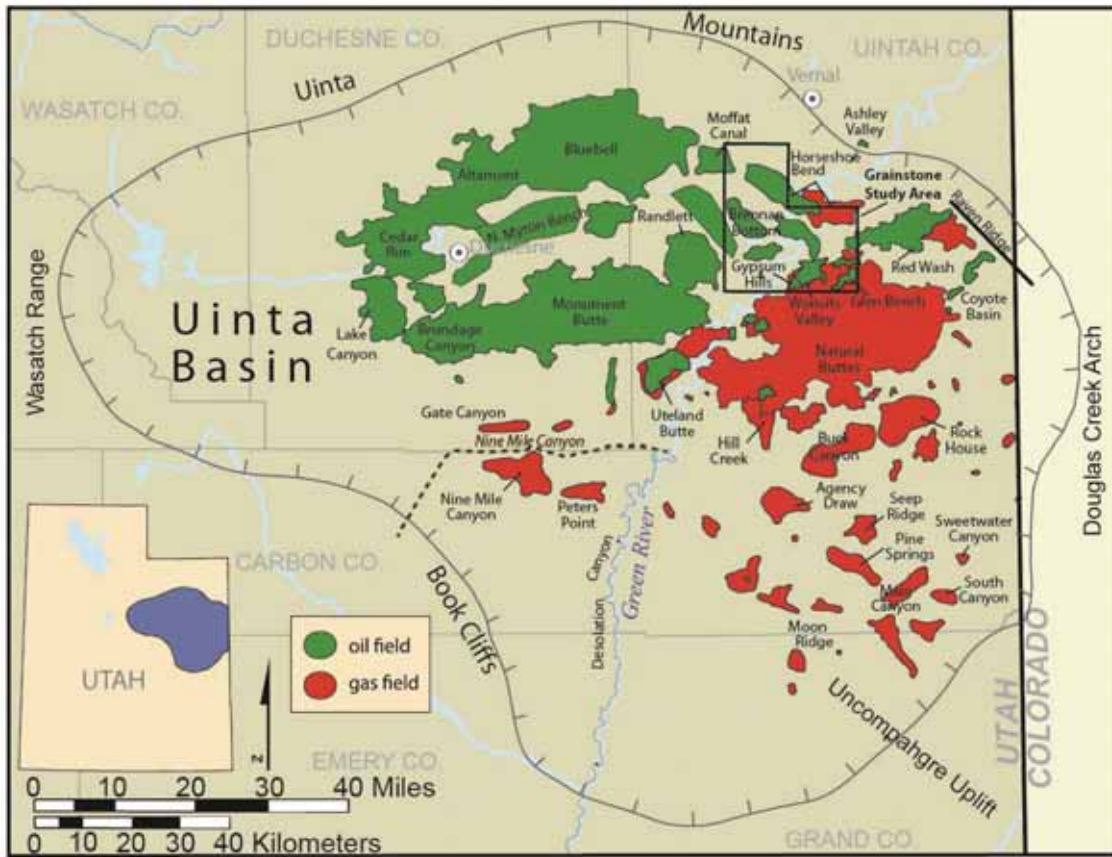 DUCHESNE CO.
Mountains
UINTAH CO.
Uinta
Vernal
WASATCH CO.
Ashley
Valley
Moffat
Canal
Bluebell
Horseshoe
Bend
Grainstone
Study Area
Altamont
Raven Ridge
N. Myton Bench
Randlett
Brennan
Bottom
Cedar
Rim
Duchesne
Red Wash
Gypsum
Hills
Wasatch Range
Uinta
Basin
Monument
Butte
Wonsits
Valley
Farm Bench
Coyote
Basin
Lake
Canyon
Brundage
Canyon
Natural
Buttes
Douglas Creek Arch
Gate Canyon
Uteland
Butte
Nine Mile Canyon
Hill
Creek
Buck
Canyon
Rock
House
Nine Mile
Canyon
Peters
Point
Agency
Draw
Seep
Ridge
Sweetwater
Canyon
Pine
Springs
CARBON CO.
Book Cliffs
Desolation Canyon
Green River
Main
Canyon
South
Canyon
UTAH
oil field
gas field
Moon
Ridge
Uncompahgre Uplift
UTAH
COLORADO
N
EMERY CO.
0 10 20 30 40 Miles
0 10 20 30 40 Kilometers
GRAND CO.